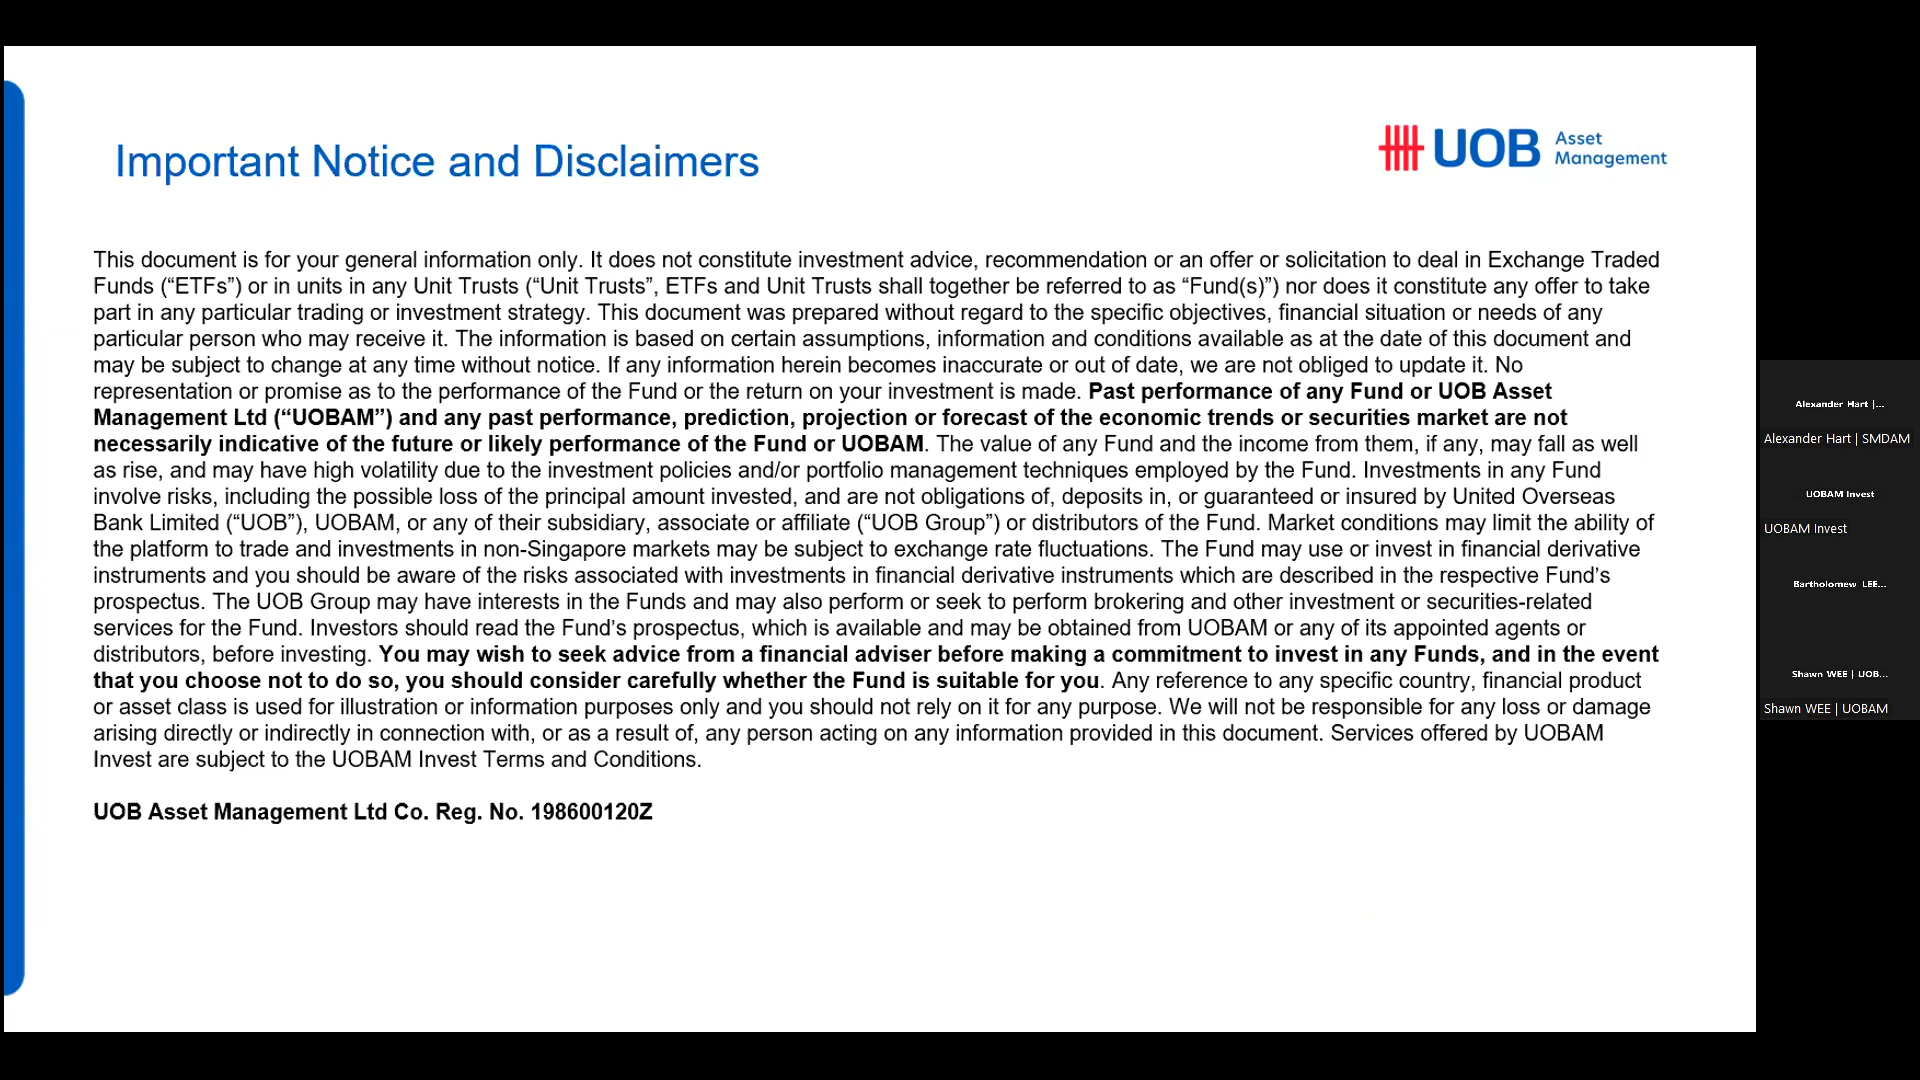 Important Notice and Disclaimers
UOB Asset
Management
This document is for your general information only. It does not constitute investment advice, recommendation or an offer or solicitation to deal in Exchange Traded
Funds (“ETFs”) or in units in any Unit Trusts (“Unit Trusts”, ETFs and Unit Trusts shall together be referred to as “Fund(s)”) nor does it constitute any offer to take
part in any particular trading or investment strategy. This document was prepared without regard to the specific objectives, financial situation or needs of any
particular person who may receive it. The information is based on certain assumptions, information and conditions available as at the date of this document and
may be subject to change at any time without notice. If any information herein becomes inaccurate or out of date, we are not obliged to update it. No
representation or promise as to the performance of the Fund or the return on your investment is made. Past performance of any Fund or UOB Asset
Management Ltd (“UOBAM”) and any past performance, prediction, projection or forecast of the economic trends or securities market are not
necessarily indicative of the future or likely performance of the Fund or UOBAM. The value of any Fund and the income from them, if any, may fall as well
as rise, and may have high volatility due to the investment policies and/or portfolio management techniques employed by the Fund. Investments in any Fund
involve risks, including the possible loss of the principal amount invested, and are not obligations of, deposits in, or guaranteed or insured by United Overseas
Bank Limited (“UOB”), UOBAM, or any of their subsidiary, associate or affiliate (“UOB Group”) or distributors of the Fund. Market conditions may limit the ability of
the platform to trade and investments in non-Singapore markets may be subject to exchange rate fluctuations. The Fund may use or invest in financial derivative
instruments and you should be aware of the risks associated with investments in financial derivative instruments which are described in the respective Fund’s
prospectus. The UOB Group may have interests in the Funds and may also perform or seek to perform brokering and other investment or securities-related
services for the Fund. Investors should read the Fund’s prospectus, which is available and may be obtained from UOBAM or any of its appointed agents or
distributors, before investing. You may wish to seek advice from a financial adviser before making a commitment to invest in any Funds, and in the event
that you choose not to do so, you should consider carefully whether the Fund is suitable for you. Any reference to any specific country, financial product
or asset class is used for illustration or information purposes only and you should not rely on it for any purpose. We will not be responsible for any loss or damage
arising directly or indirectly in connection with, or as a result of, any person acting on any information provided in this document. Services offered by UOBAM
Invest are subject to the UOBAM Invest Terms and Conditions.
UOB Asset Management Ltd Co. Reg. No. 198600120Z
Alexander Hart |...
Alexander Hart | SMDAM
UOBAM Invest
UOBAM Invest
Bartholomew LEE...
Shawn WEE | UOB...
Shawn WEE | UOBAM